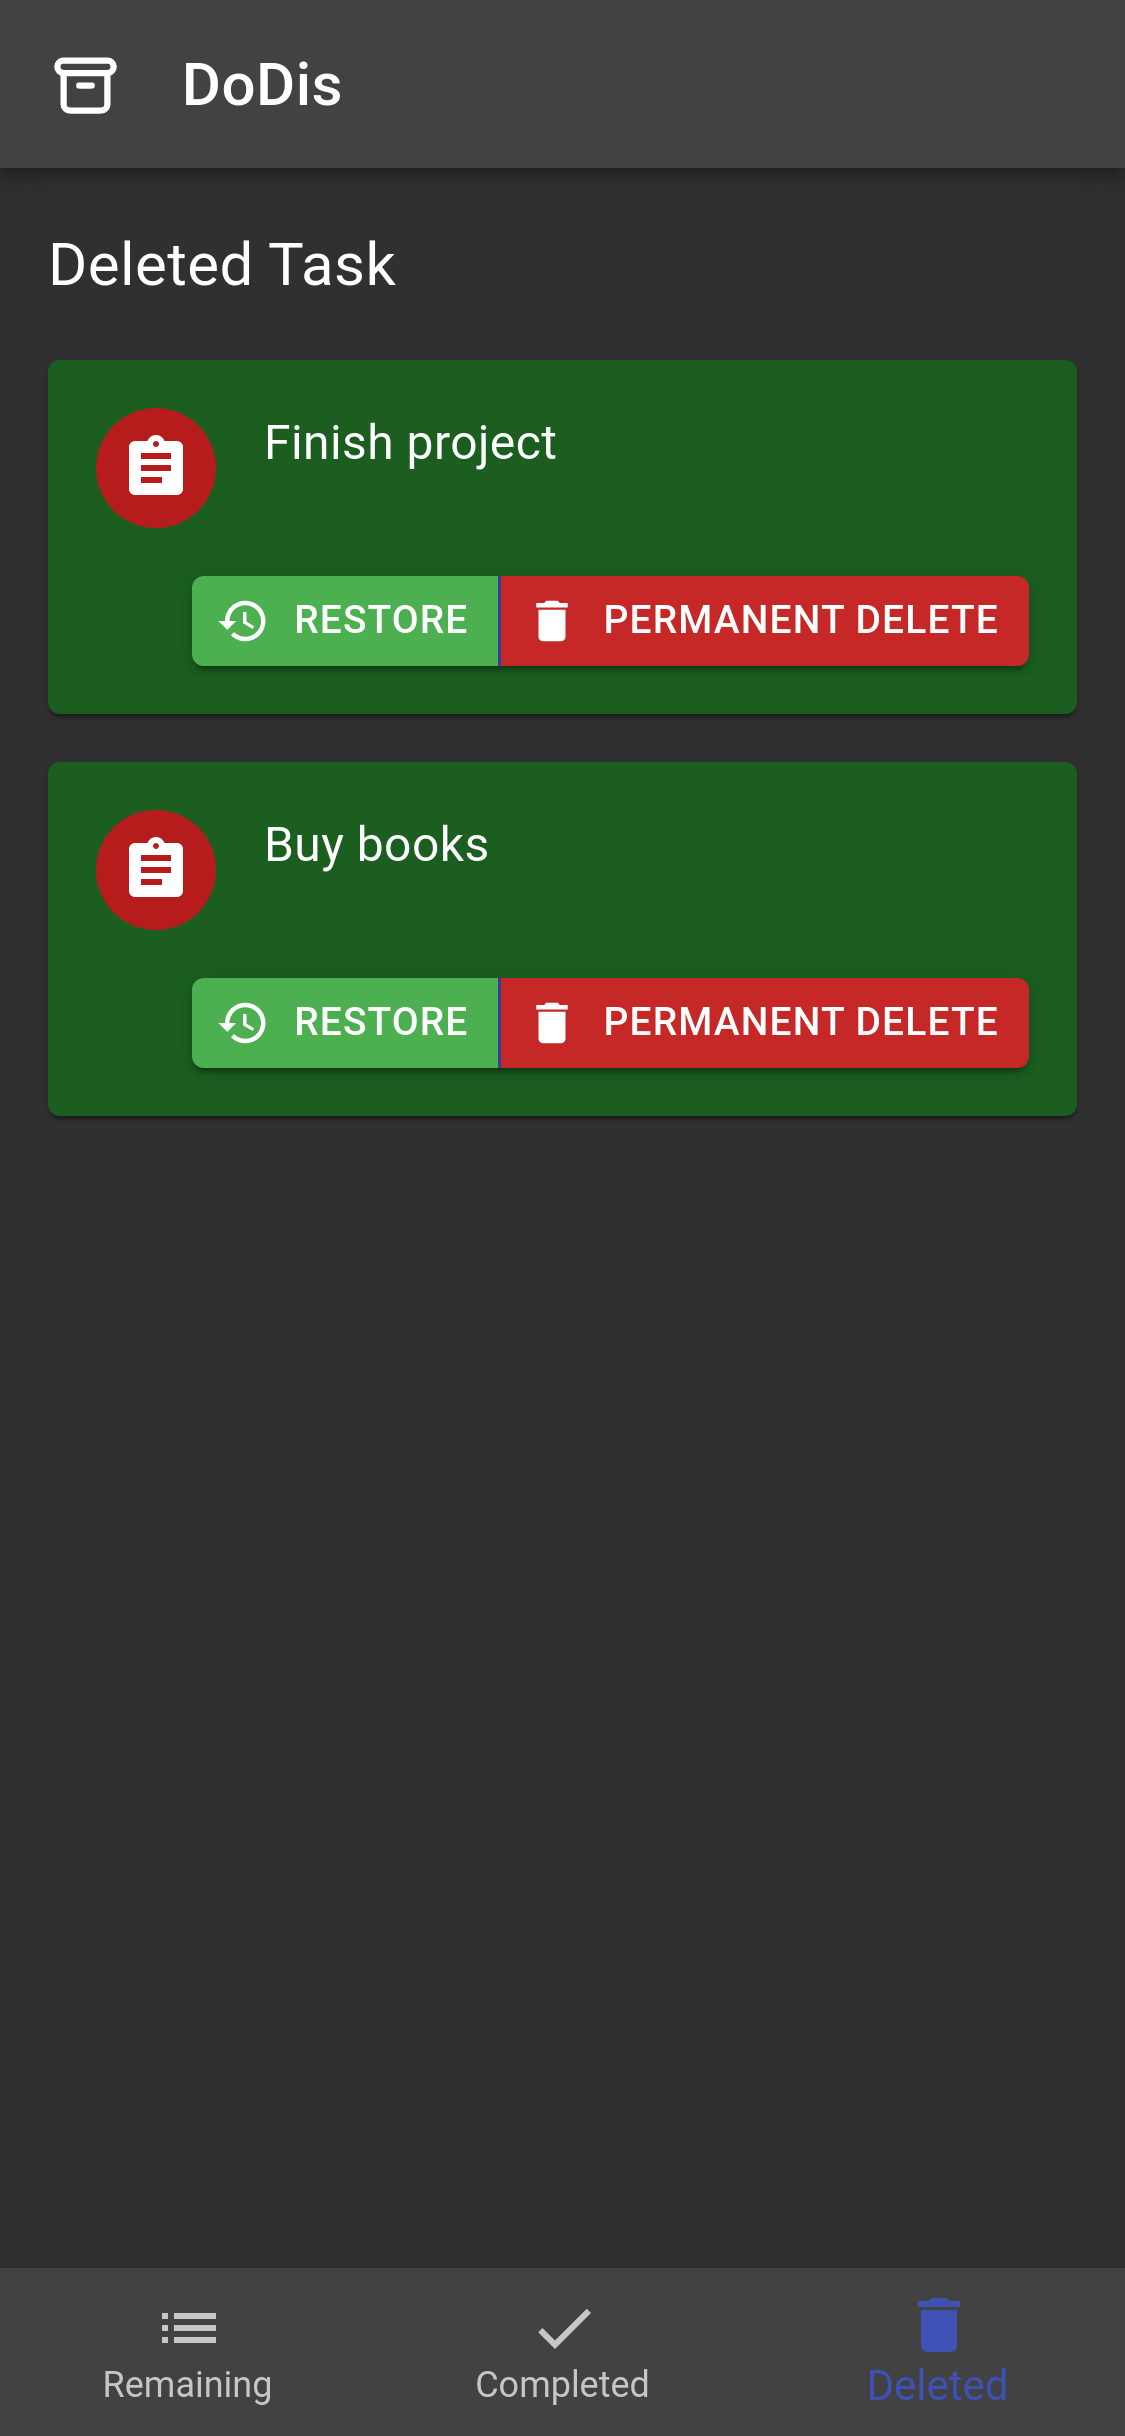 DoDis
Deleted Task
Finish project
RESTORE PERMANENT DELETE
Buy books
RESTORE PERMANENT DELETE
Remaining Completed Deleted